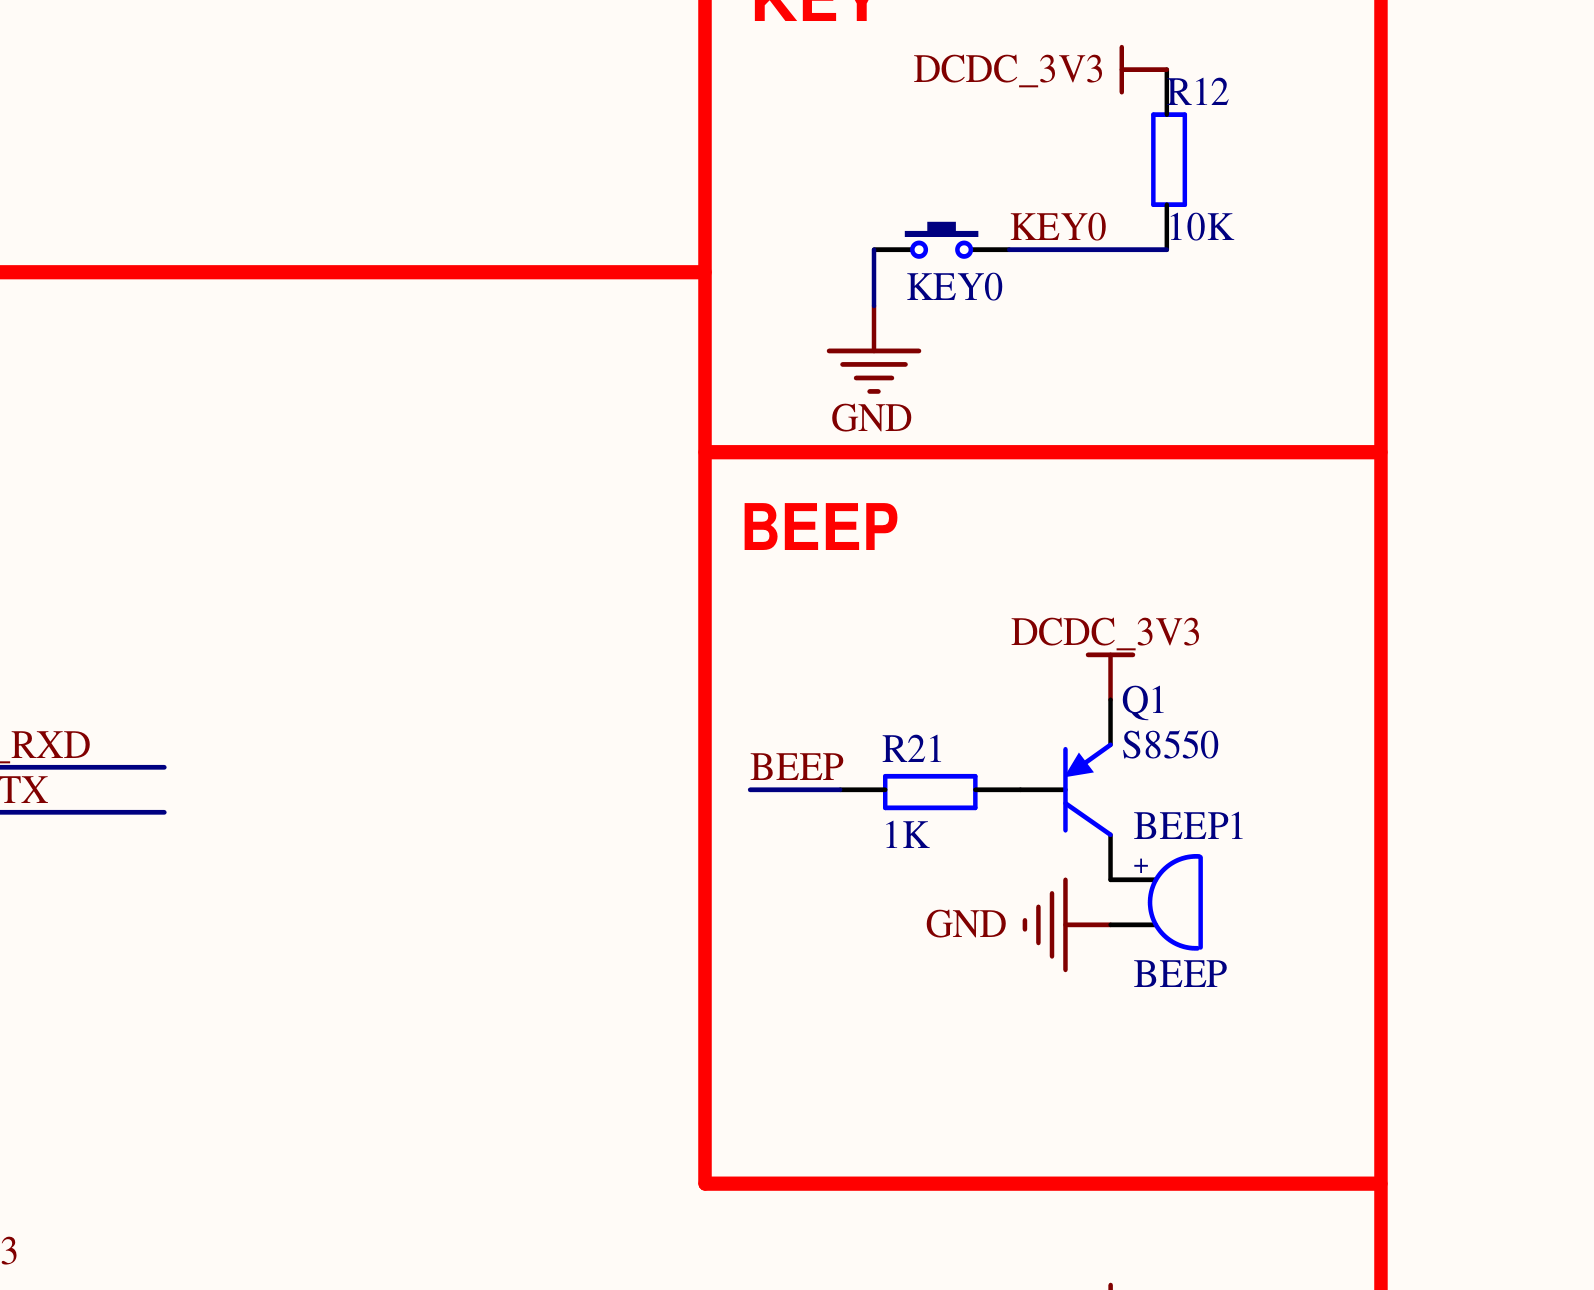 KEY
DCDC_3V3
R12
KEY0
10K
KEY0
GND
BEEP
DCDC_3V3
Q1
S8550
R21
BEEP
1K
BEEP1
+
GND
BEEP
_RXD
TX
3